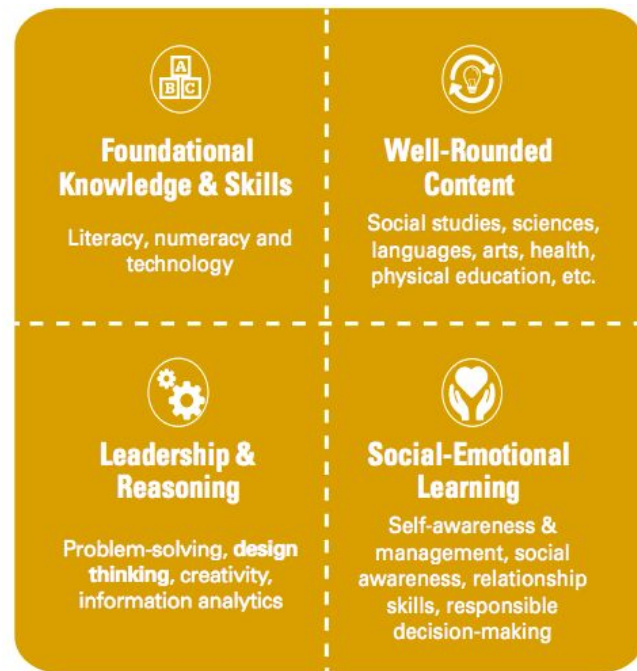 A
B C
Foundational
Knowledge & Skills
Literacy, numeracy and
technology
Well-Rounded
Content
Social studies, sciences,
languages, arts, health,
physical education, etc.
Leadership &
Reasoning
Problem-solving, design
thinking, creativity,
information analytics
Social-Emotional
Learning
Self-awareness &
management, social
awareness, relationship
skills, responsible
decision-making